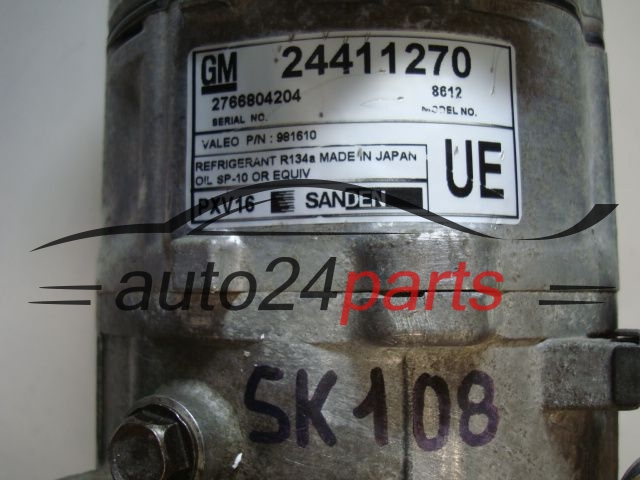 GM 24411270
2766804204 8612
SERIAL NO. MODEL NO.
VALEO P/N: 981610
REFRIGERANT R134a MADE IN JAPAN
OIL SP-10 OR EQUIV
UE
PXV16 SANDEN
auto24parts
SK108